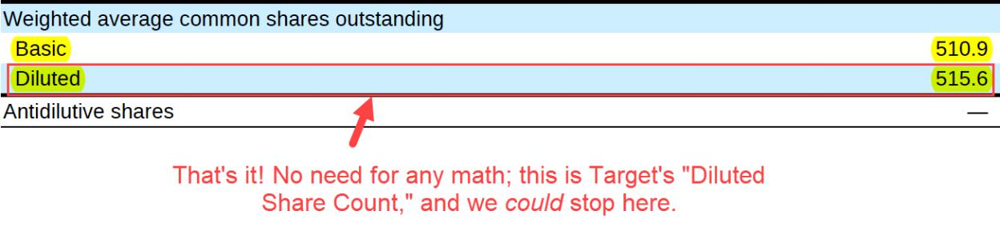 Weighted average common shares outstanding
Basic 510.9
Diluted 515.6
Antidilutive shares —
That's it! No need for any math; this is Target's "Diluted
Share Count," and we could stop here.